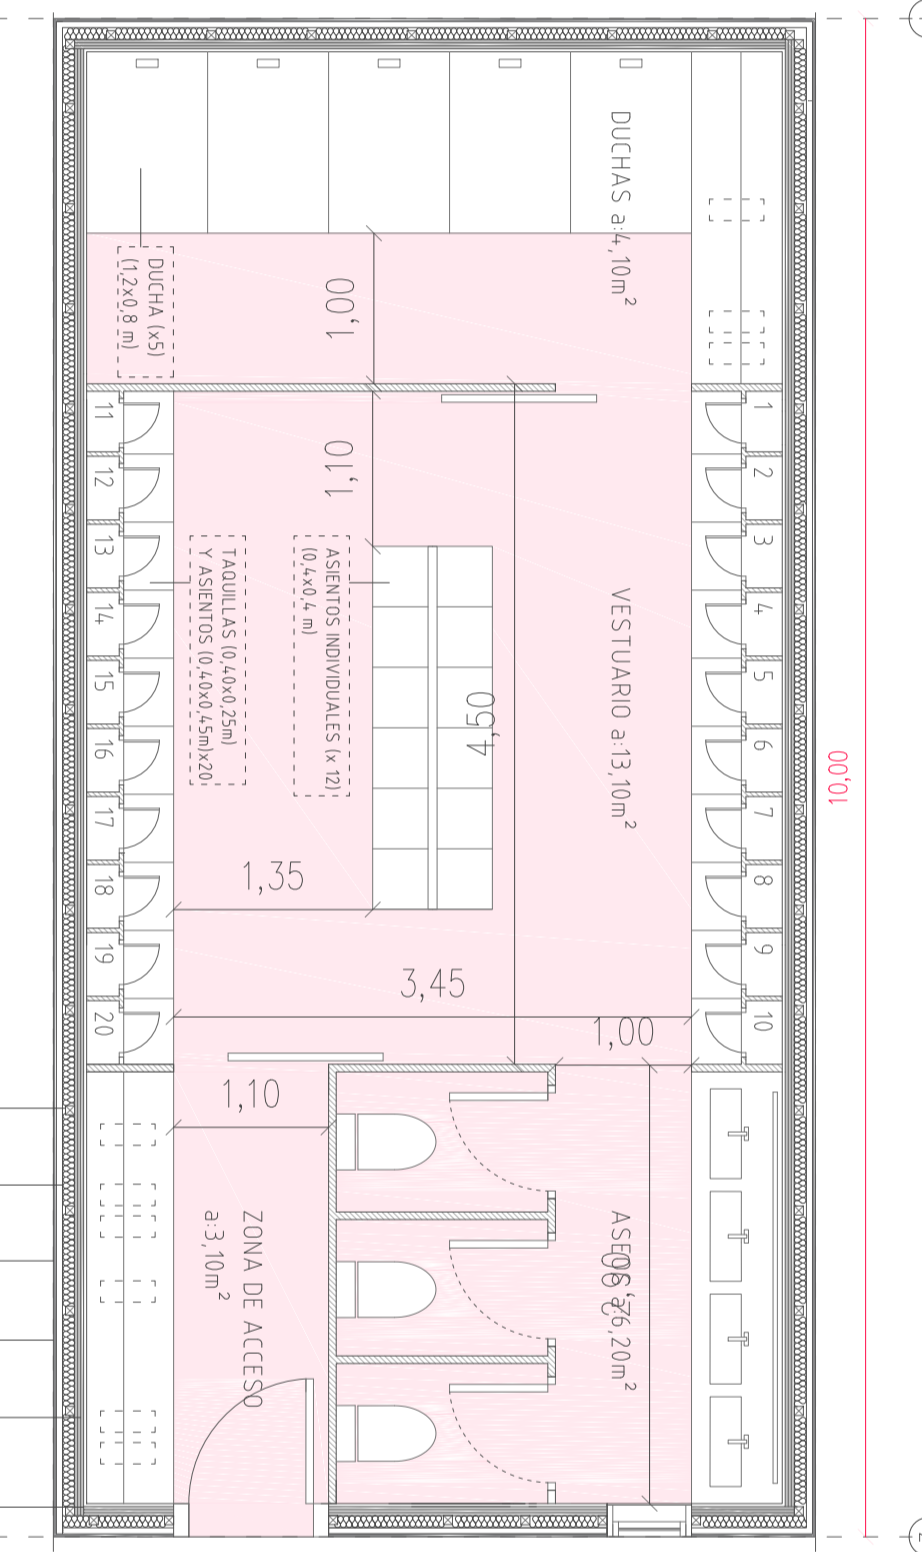 DUCHAS a:4,10m²
DUCHA (x5)
(1,2x0,8 m)
1,00
1,10
11
12
13
14
15
16
17
18
19
20
1
2
3
4
5
6
7
8
9
10
TAQUILLAS (0,40x0,25m)
Y ASIENTOS (0,40x0,45m)x20
ASIENTOS INDIVIDUALES (x 12)
(0,4x0,4 m)
4,50
VESTUARIO a:13,10m²
10,00
1,35
3,45
1,00
1,10
ZONA DE ACCESO
a:3,10m²
ASEOS a:6,20m²